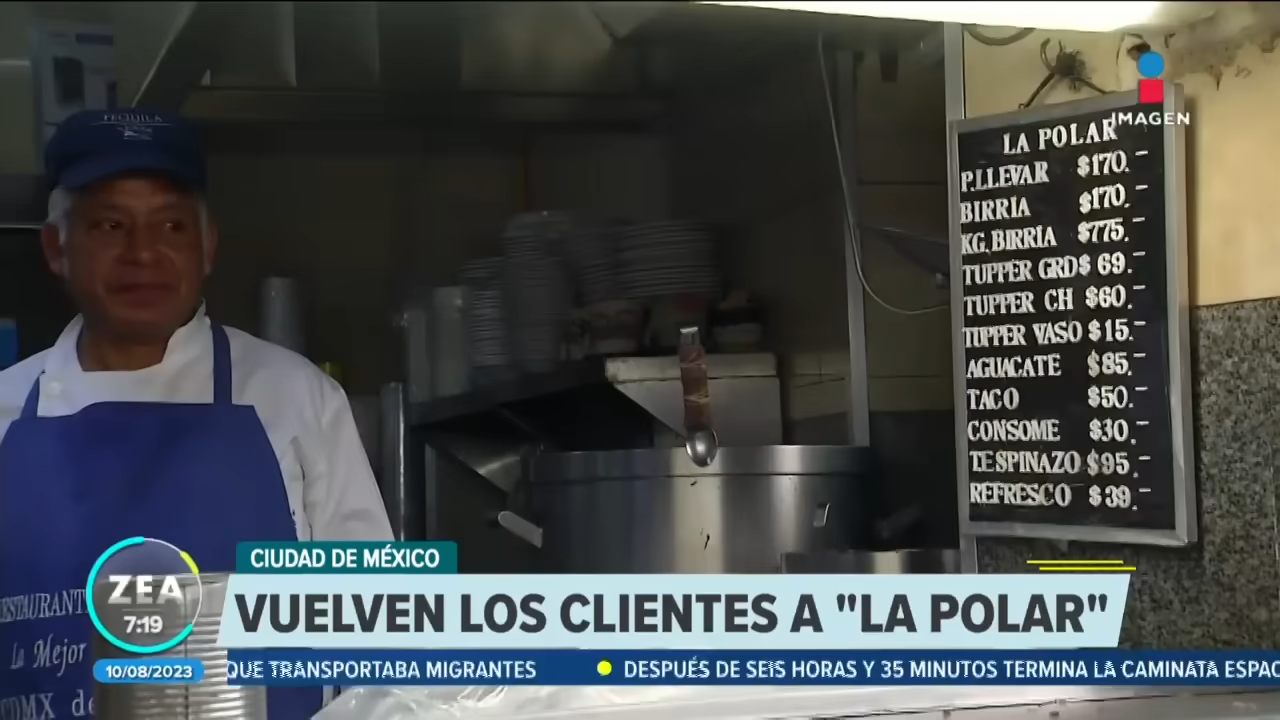 TEQUILA
IMAGEN
LA POLAR
P.LLEVAR $170.-
BIRRIA $170.-
KG. BIRRIA $775.-
TUPPER GRD $ 69.-
TUPPER CH $60.-
TUPPER VASO $15.-
AGUACATE $85.-
TACO $50.-
CONSOME $30.-
T.ESPINAZO $95.-
REFRESCO $39.-
CIUDAD DE MÉXICO
ZEA
7:19
VUELVEN LOS CLIENTES A "LA POLAR"
10/08/2023
QUE TRANSPORTABA MIGRANTES
DESPUÉS DE SEIS HORAS Y 35 MINUTOS TERMINA LA CAMINATA ESPAC
La Mejor
CDMX de